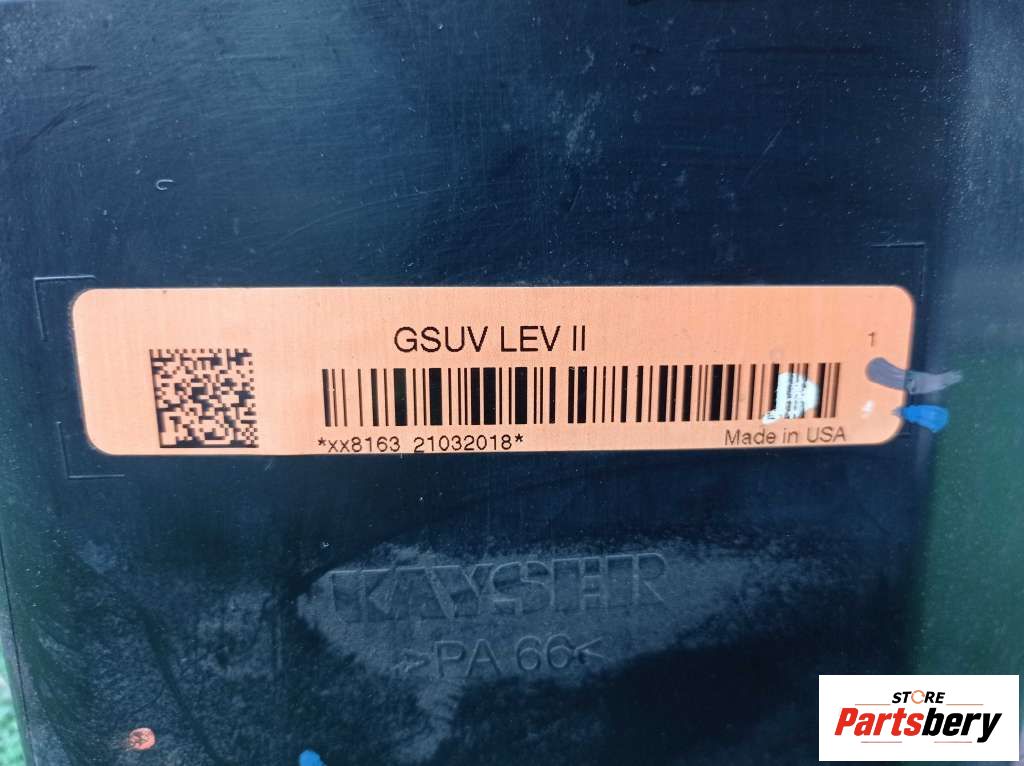 GSUV LEV II
1
*xx8163 21032018*
Made in USA
KAYSER
>PA 66<
STORE
Partsbery